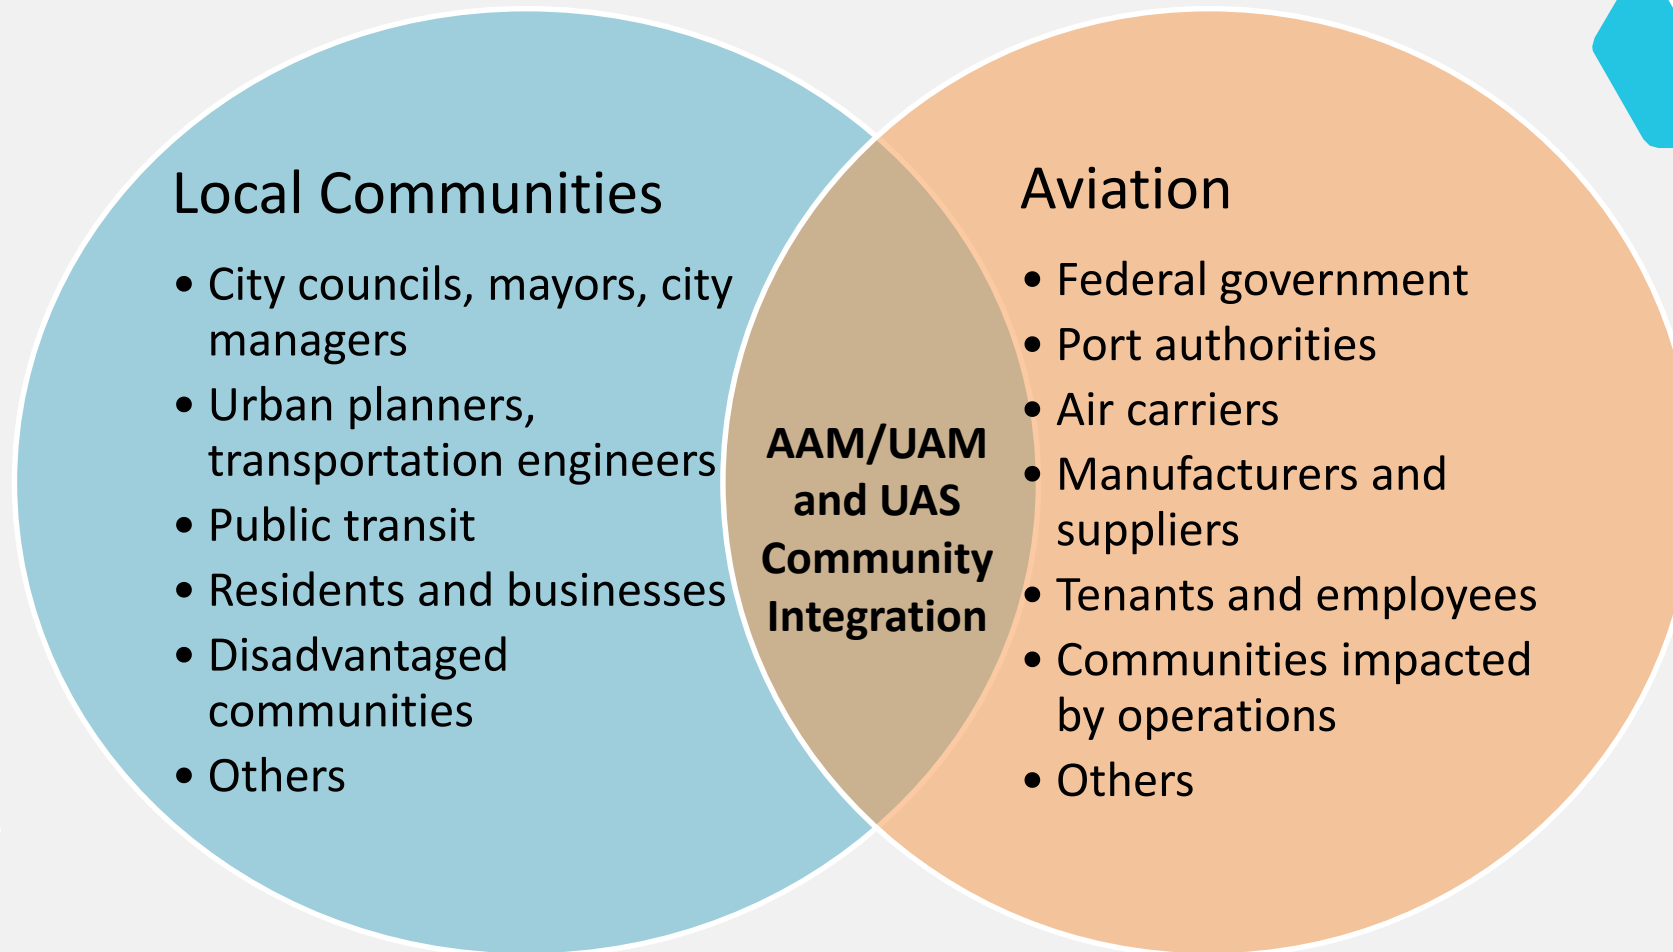 Local Communities
• City councils, mayors, city
managers
• Urban planners,
transportation engineers
• Public transit
• Residents and businesses
• Disadvantaged
communities
• Others
AAM/UAM
and UAS
Community
Integration
Aviation
• Federal government
• Port authorities
• Air carriers
• Manufacturers and
suppliers
• Tenants and employees
• Communities impacted
by operations
• Others